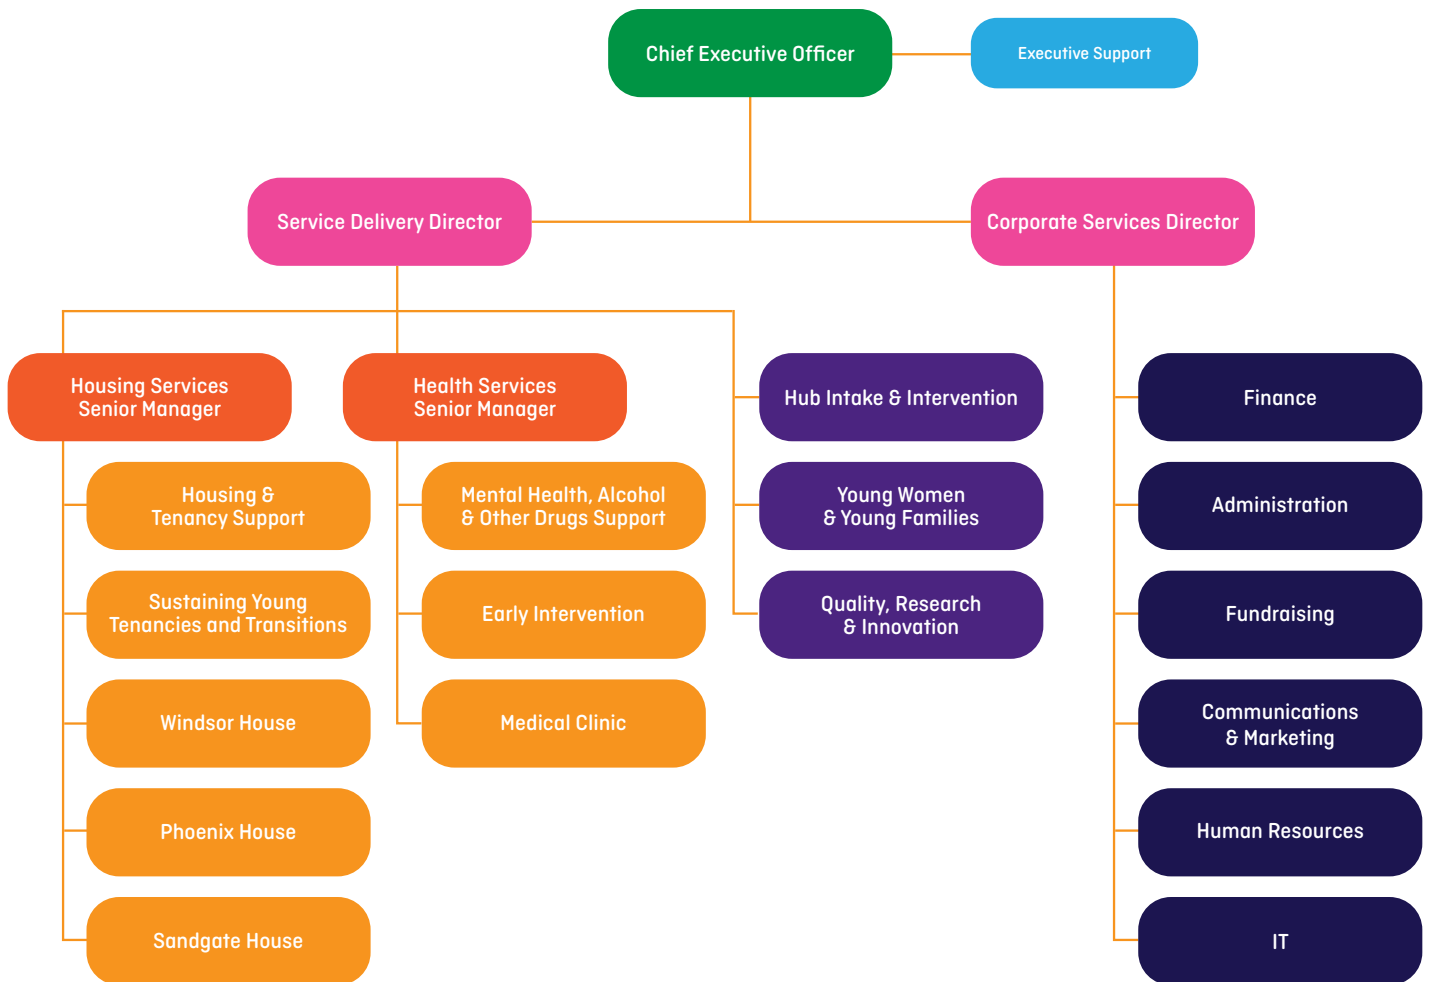 Chief Executive Officer
Executive Support
Service Delivery Director
Corporate Services Director
Housing Services
Senior Manager
Housing &
Tenancy Support
Sustaining Young
Tenancies and Transitions
Windsor House
Phoenix House
Sandgate House
Health Services
Senior Manager
Mental Health, Alcohol
& Other Drugs Support
Early Intervention
Medical Clinic
Hub Intake & Intervention
Young Women
& Young Families
Quality, Research
& Innovation
Finance
Administration
Fundraising
Communications
& Marketing
Human Resources
IT